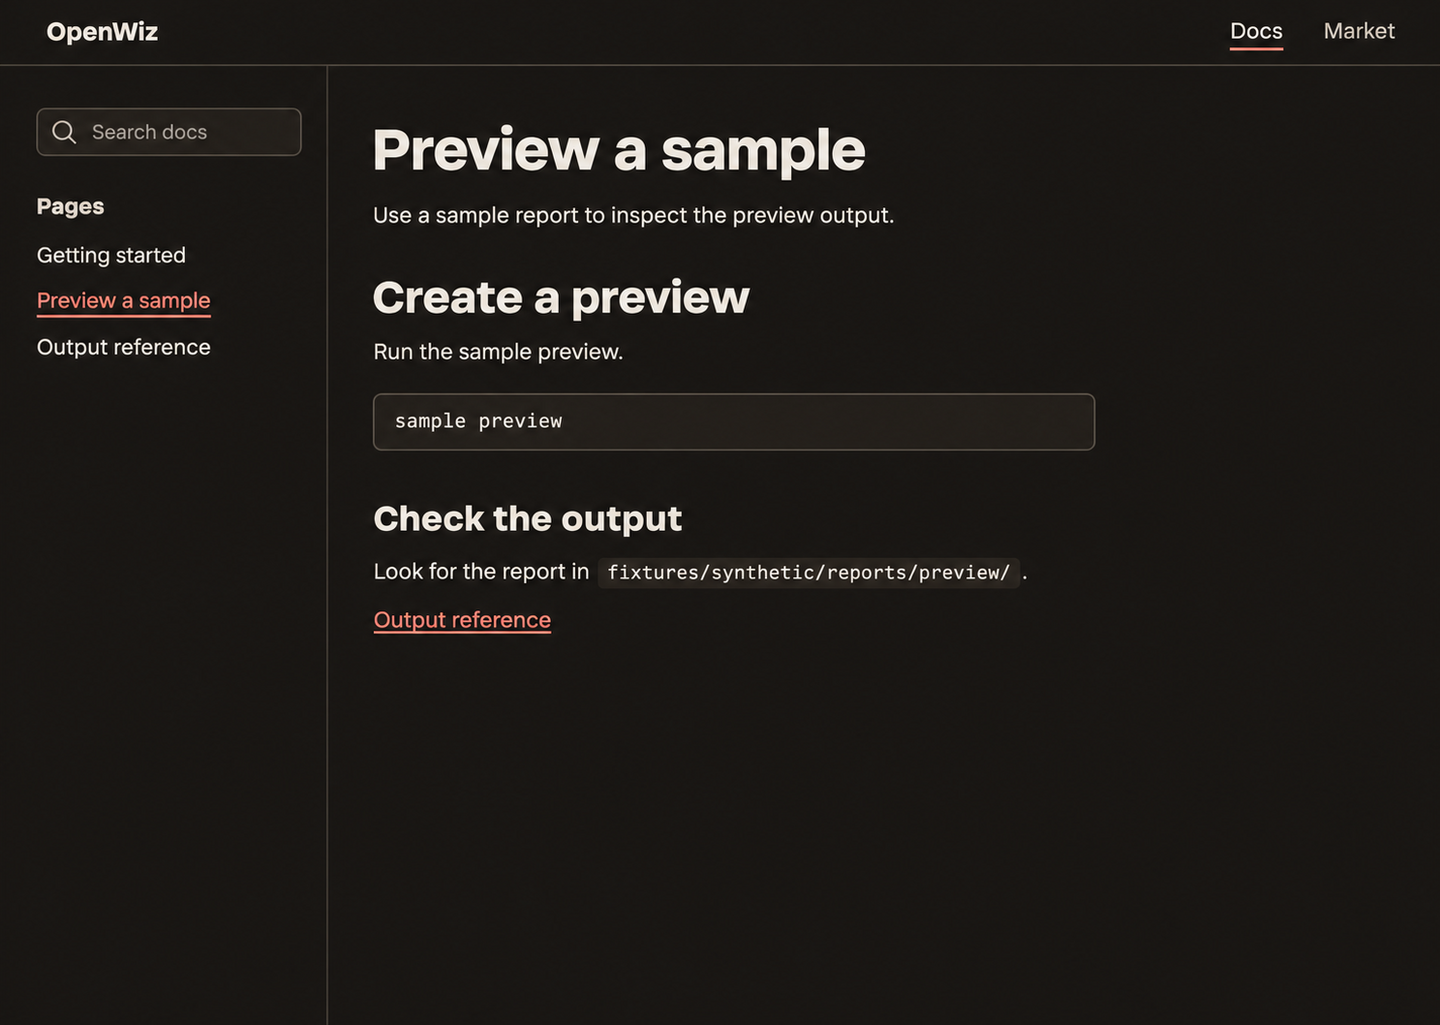 OpenWiz
Docs
Market
Search docs
Pages
Getting started
Preview a sample
Output reference
Preview a sample
Use a sample report to inspect the preview output.
Create a preview
Run the sample preview.
sample preview
Check the output
Look for the report in fixtures/synthetic/reports/preview/ .
Output reference